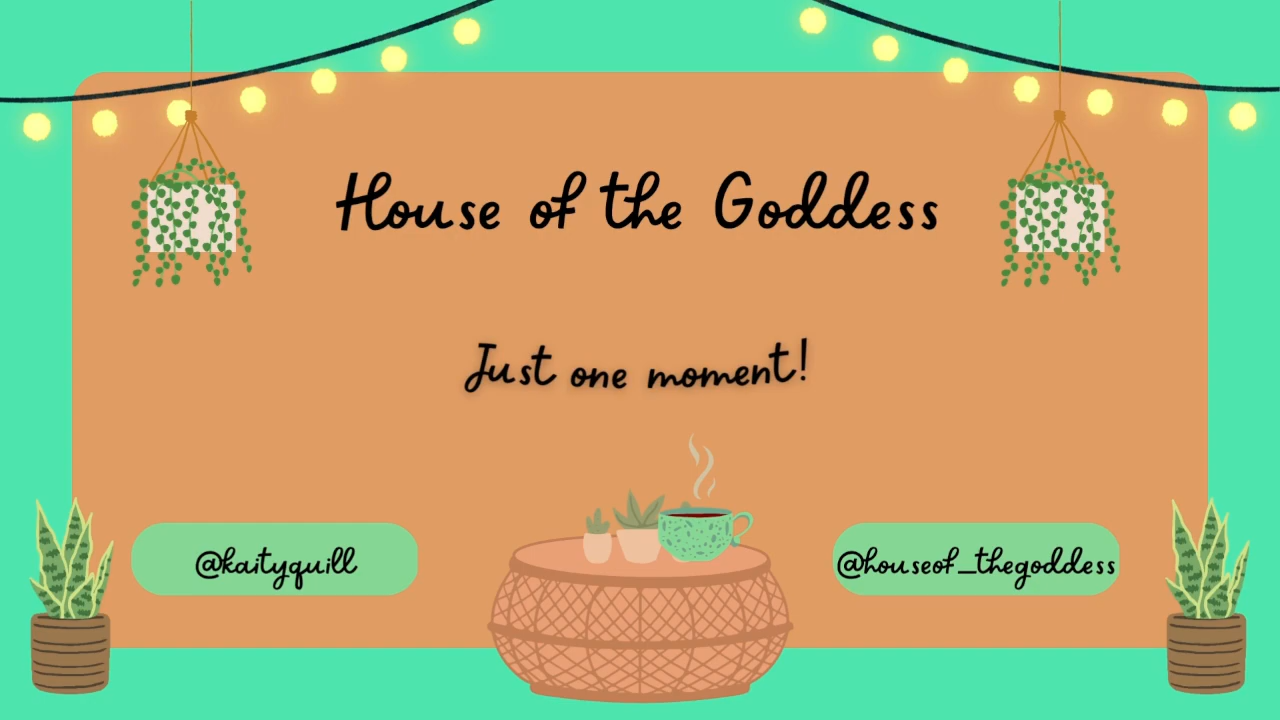 House of the Goddess
Just one moment!
@kaityquill
@houseof_thegoddess